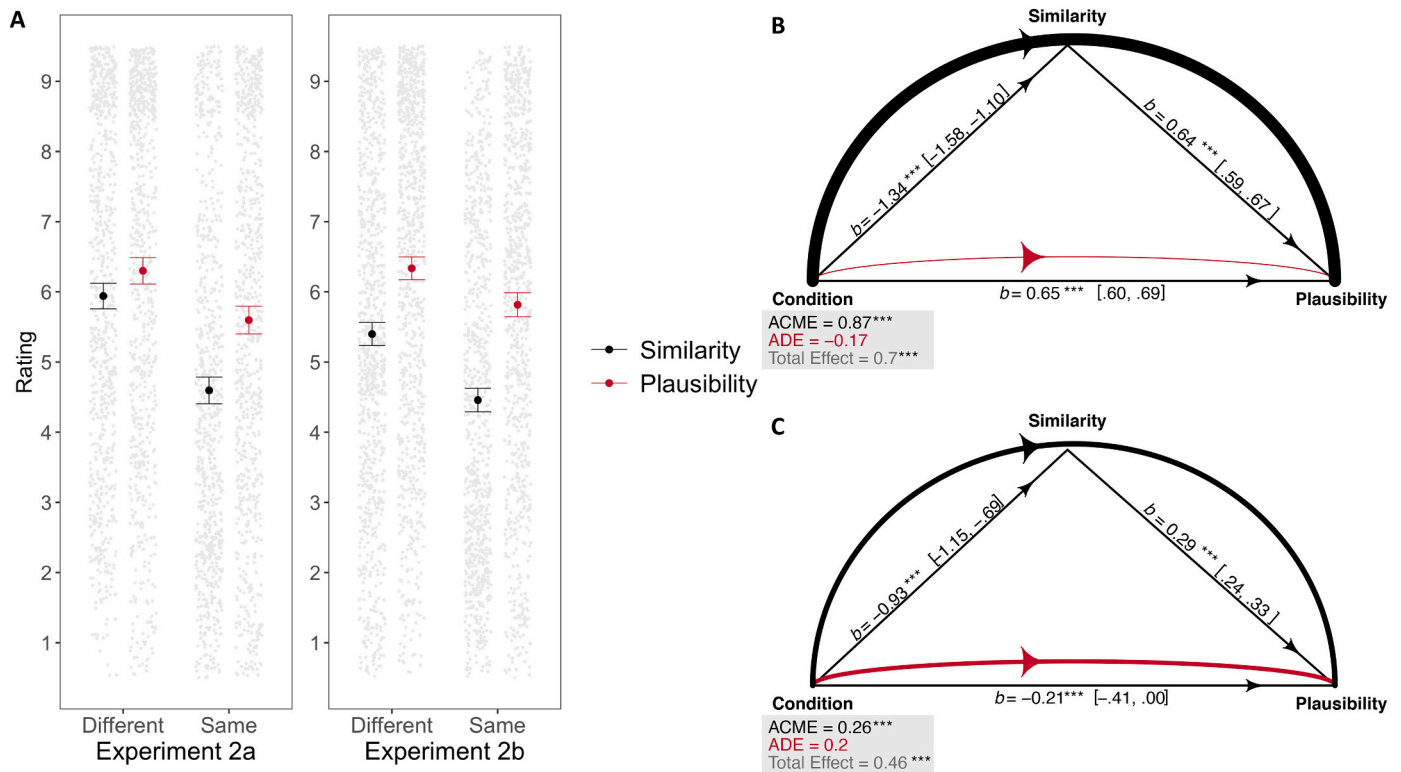 A
Rating
9
8
7
6
5
4
3
2
1
Different Same
Experiment 2a
9
8
7
6
5
4
3
2
1
Different Same
Experiment 2b
Similarity
Plausibility
B
Similarity
b = −1.34 *** [−1.58, −1.10]
b = 0.64 *** [.59, .67 ]
b = 0.65 *** [.60, .69]
Condition
Plausibility
ACME = 0.87***
ADE = −0.17
Total Effect = 0.7***
C
Similarity
b = −0.93 *** [−1.15, −.69]
b = 0.29 *** [.24, .33 ]
b = −0.21*** [−.41, .00]
Condition
Plausibility
ACME = 0.26***
ADE = 0.2
Total Effect = 0.46 ***